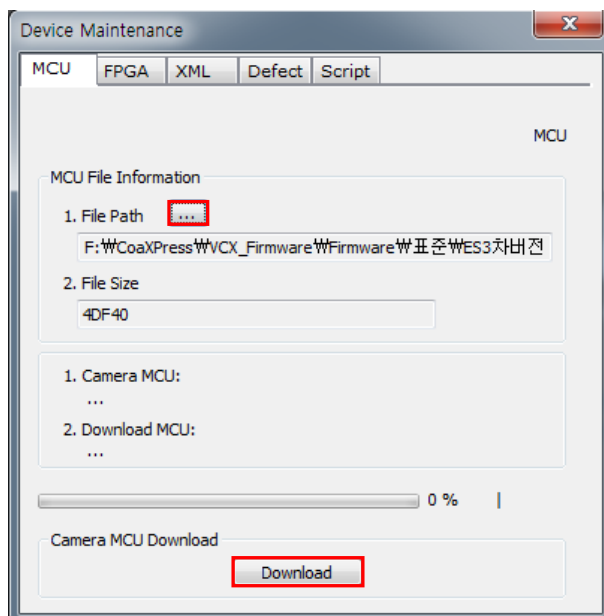 Device Maintenance
MCU FPGA XML Defect Script
MCU
MCU File Information
1. File Path ...
F:₩CoaXPress₩VCX_Firmware₩Firmware₩표준₩ES3차버전
2. File Size
4DF40
1. Camera MCU:
...
2. Download MCU:
...
0 % |
Camera MCU Download
Download